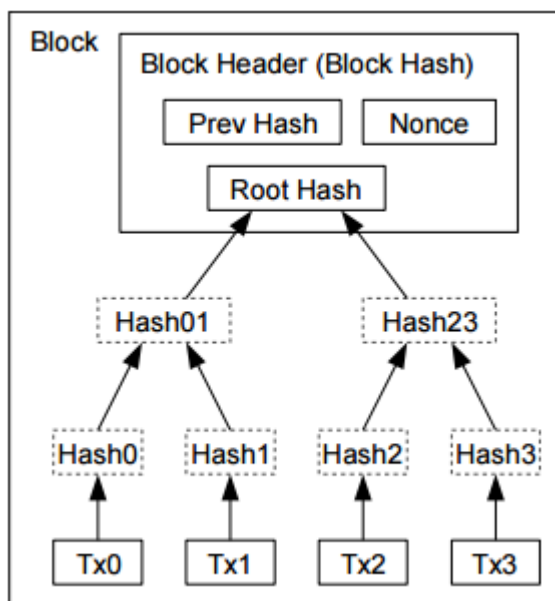 Block
Block Header (Block Hash)
Prev Hash
Nonce
Root Hash
Hash01
Hash23
Hash0
Hash1
Hash2
Hash3
Tx0
Tx1
Tx2
Tx3